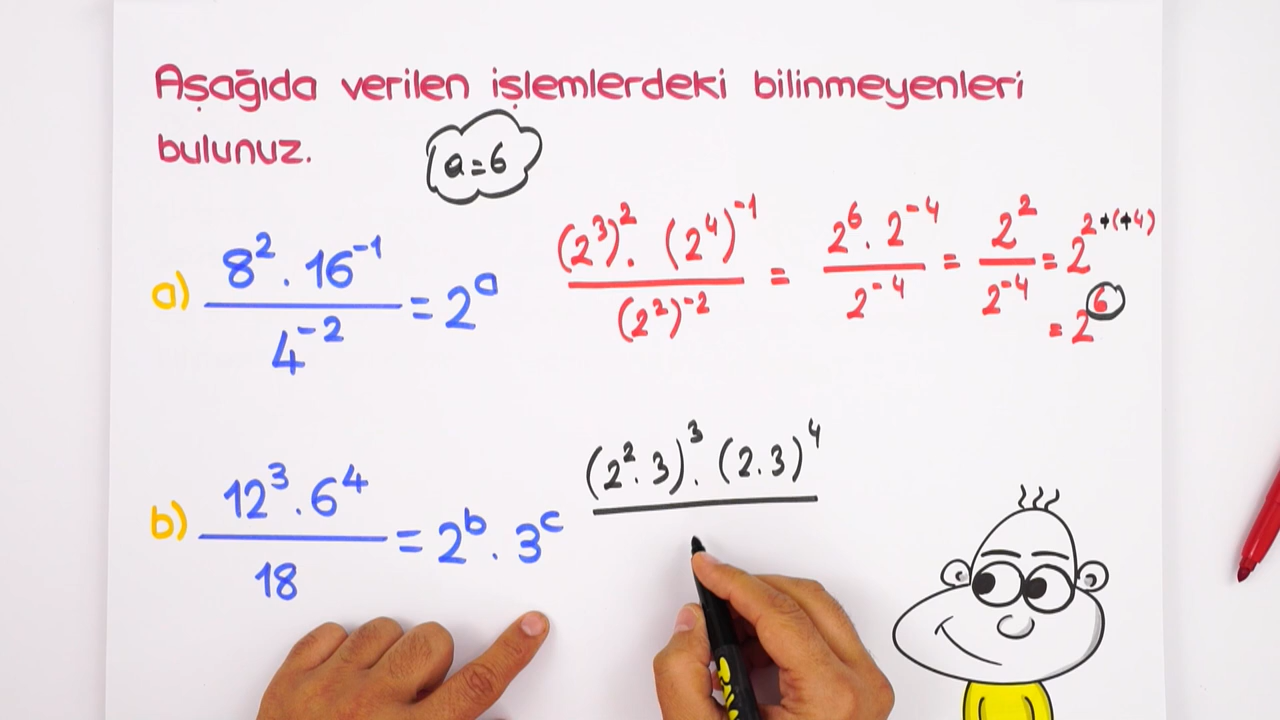 Aşağıda verilen işlemlerdeki bilinmeyenleri
bulunuz.
a=6
a) (8² . 16⁻¹) / 4⁻² = 2ᵃ
((2³)² . (2⁴)⁻¹) / (2²)⁻² = (2⁶ . 2⁻⁴) / 2⁻⁴ = 2² / 2⁻⁴ = 2²⁺⁽⁺⁴⁾
= 2⁶
b) (12³ . 6⁴) / 18 = 2ᵇ . 3ᶜ
(2² . 3)³ . (2 . 3)⁴